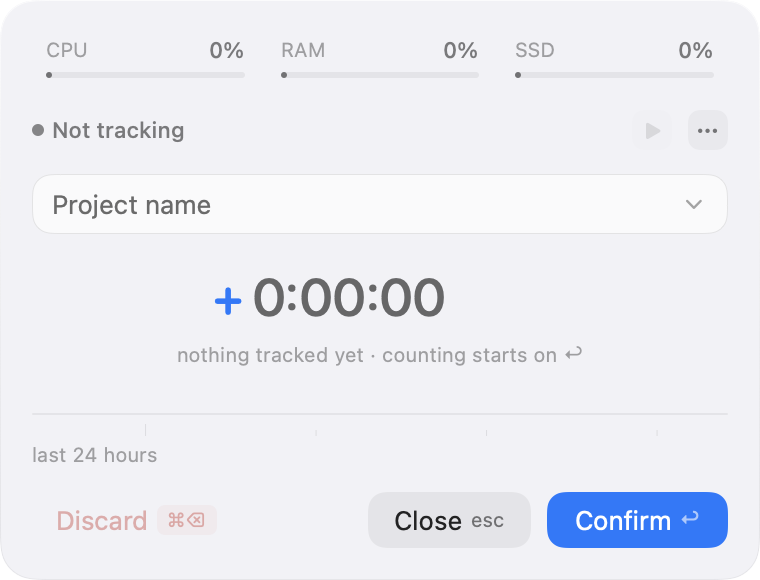 CPU 0% RAM 0% SSD 0%
Not tracking
Project name
+ 0:00:00
nothing tracked yet · counting starts on ↩
last 24 hours
Discard ⌘⌫ Close esc Confirm ↩